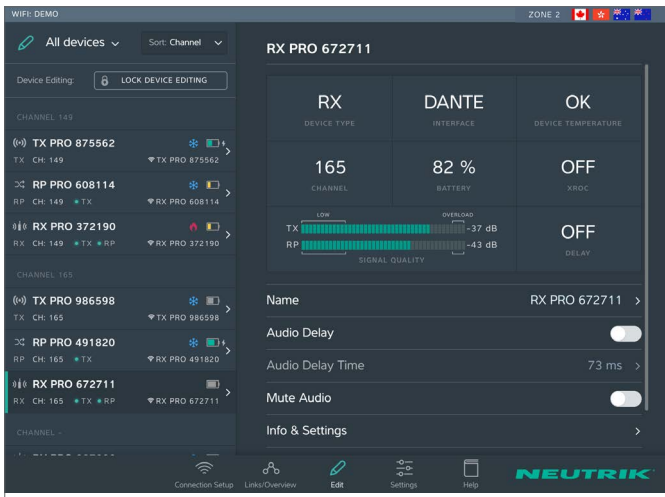 WIFI: DEMO
ZONE 2
All devices
Sort: Channel
Device Editing:
LOCK DEVICE EDITING
CHANNEL 149
TX PRO 875562
TX CH: 149
TX PRO 875562
RP PRO 608114
RP CH: 149 TX
RP PRO 608114
RX PRO 372190
RX CH: 149 TX RP
RX PRO 372190
CHANNEL 165
TX PRO 986598
TX CH: 165
TX PRO 986598
RP PRO 491820
RP CH: 165 TX
RP PRO 491820
RX PRO 672711
RX CH: 165 TX RP
RX PRO 672711
CHANNEL -
RX PRO 672711
RX
DEVICE TYPE
DANTE
INTERFACE
OK
DEVICE TEMPERATURE
165
CHANNEL
82 %
BATTERY
OFF
XROC
LOW
OVERLOAD
TX
-37 dB
RP
-43 dB
SIGNAL QUALITY
OFF
DELAY
Name
RX PRO 672711
Audio Delay
Audio Delay Time
73 ms
Mute Audio
Info & Settings
Connection Setup
Links/Overview
Edit
Settings
Help
NEUTRIK